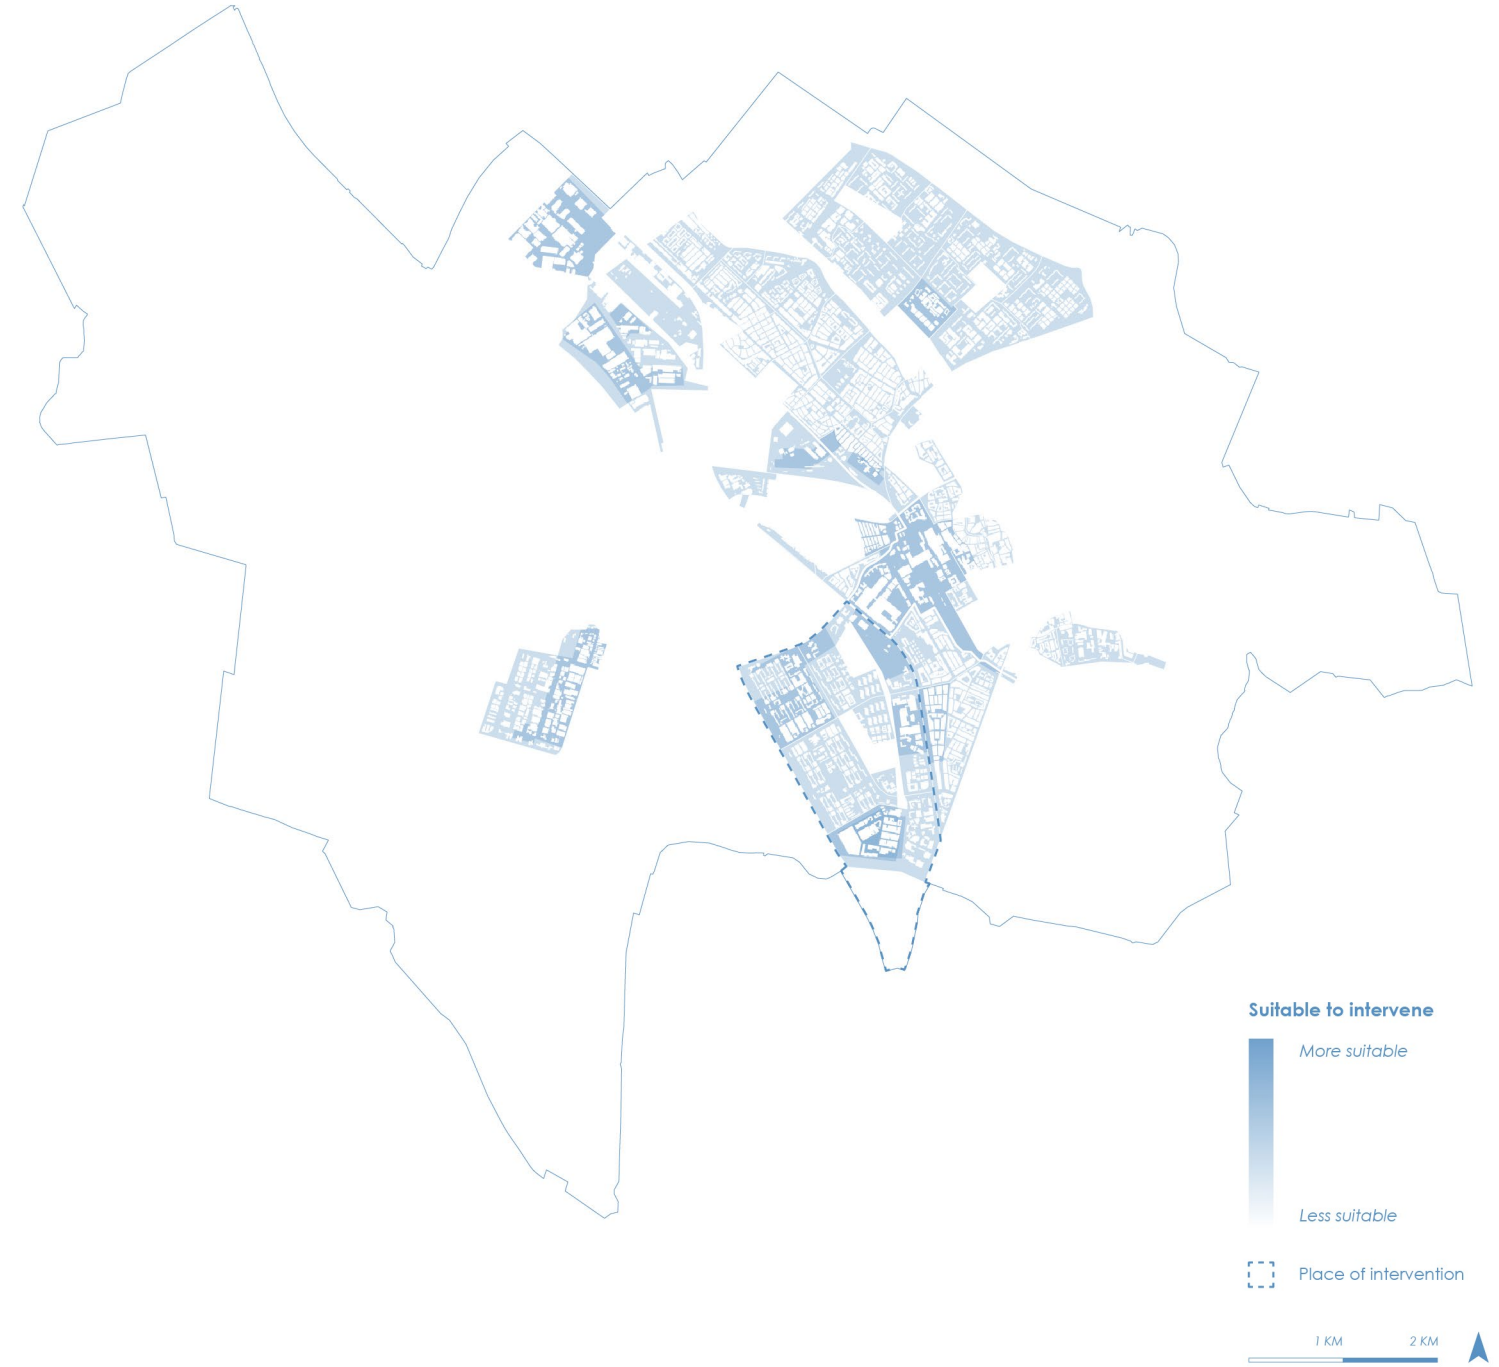 Suitable to intervene
More suitable
Less suitable
Place of intervention
1 KM 2 KM